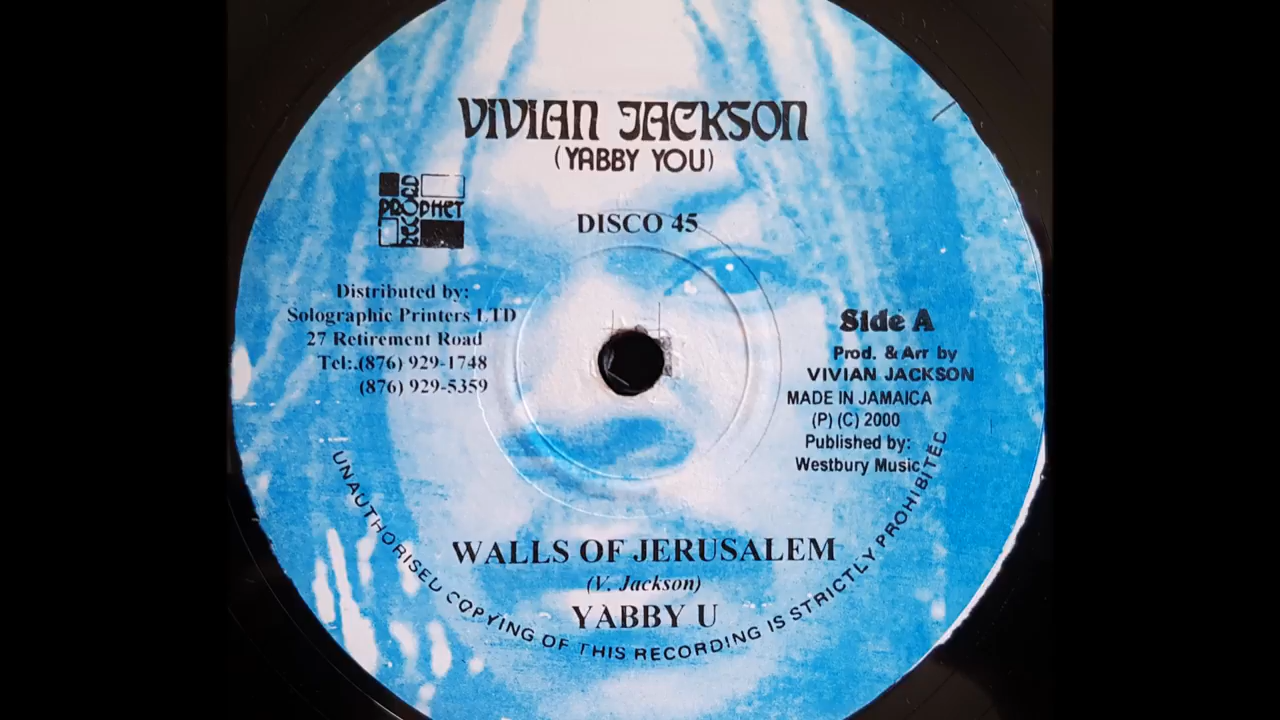 VIVIAN JACKSON
(YABBY YOU)
PROPHET
RECORD
DISCO 45
Distributed by:
Solographic Printers LTD
27 Retirement Road
Tel:.(876) 929-1748
(876) 929-5359
Side A
Prod. & Arr by
VIVIAN JACKSON
MADE IN JAMAICA
(P) (C) 2000
Published by:
Westbury Music
WALLS OF JERUSALEM
(V. Jackson)
YABBY U
UNAUTHORISED COPYING OF THIS RECORDING IS STRICTLY PROHIBITED